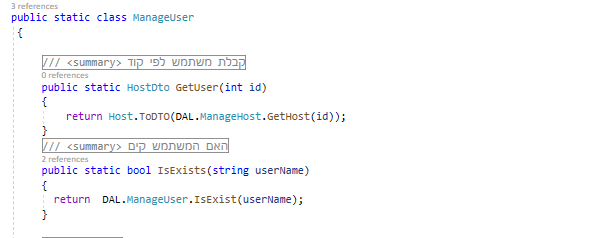 3 references
public static class ManageUser
{
/// <summary> קבלת משתמש לפי קוד
0 references
public static HostDto GetUser(int id)
{
return Host.ToDTO(DAL.ManageHost.GetHost(id));
}
/// <summary> האם המשתמש קים
2 references
public static bool IsExists(string userName)
{
return DAL.ManageUser.IsExist(userName);
}